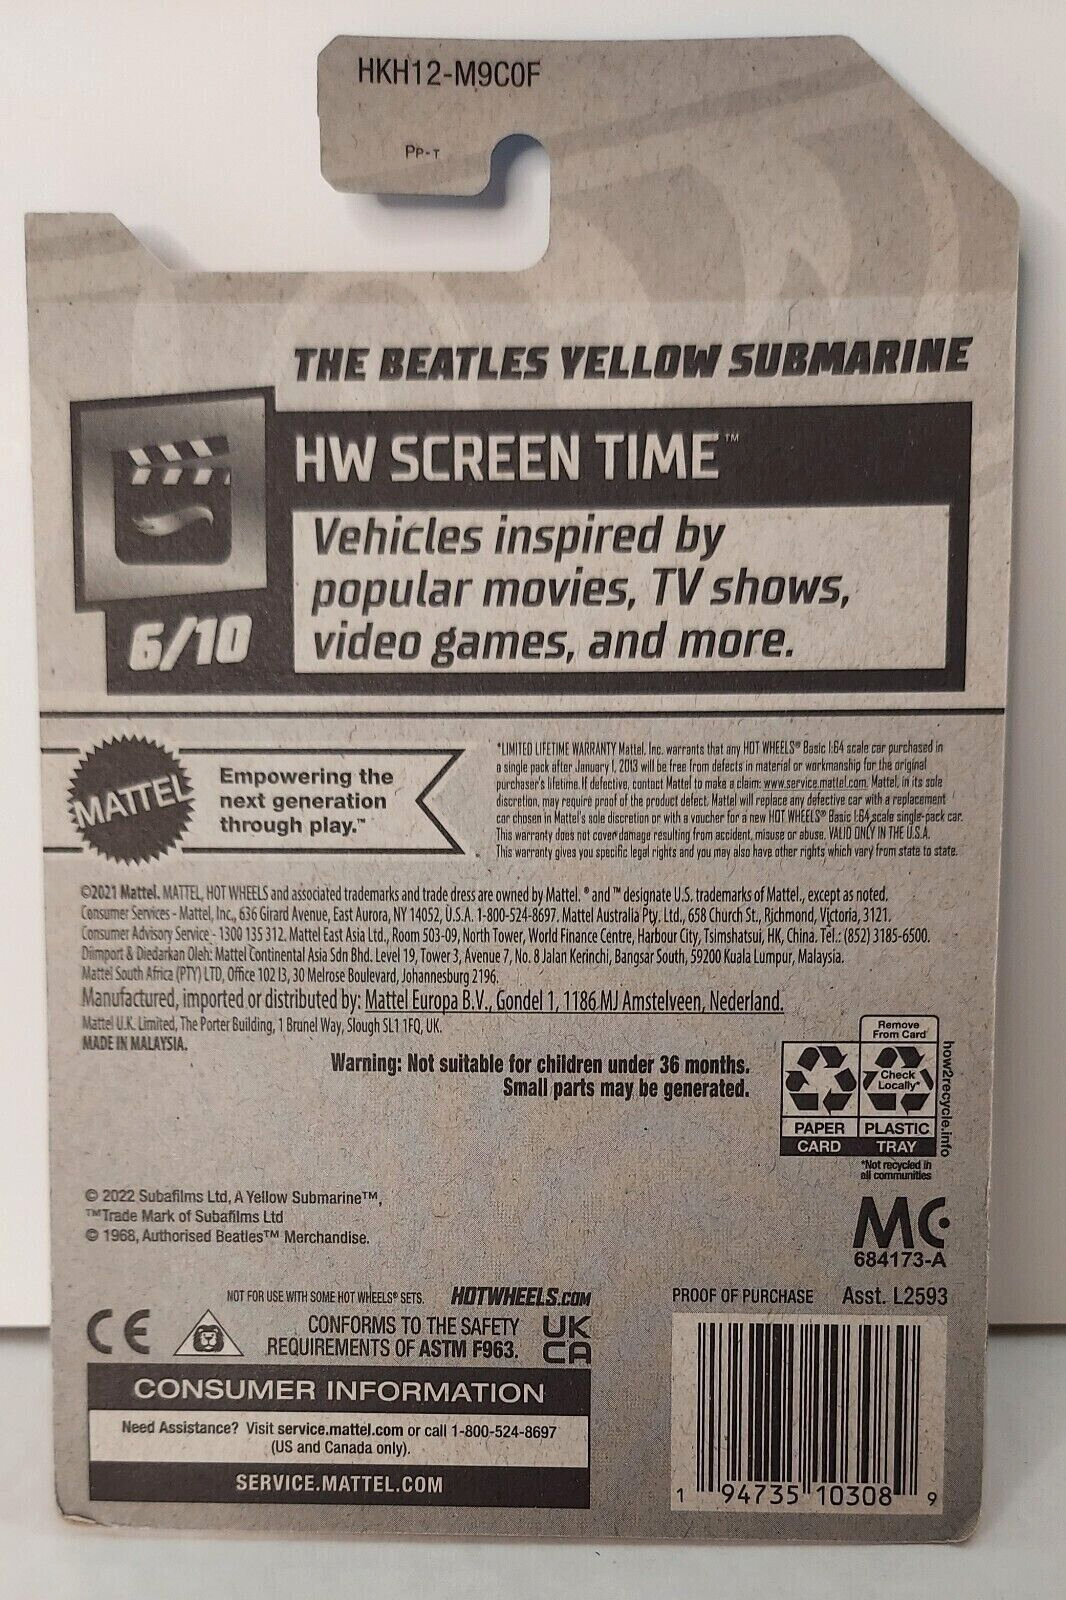 HKH12-M9C0F
PP-T
THE BEATLES YELLOW SUBMARINE
HW SCREEN TIME™
Vehicles inspired by
popular movies, TV shows,
video games, and more.
6/10
MATTEL
Empowering the
next generation
through play.™
*LIMITED LIFETIME WARRANTY Mattel, Inc. warrants that any HOT WHEELS® Basic 1:64 scale car purchased in
a single pack after January 1, 2013 will be free from defects in material or workmanship for the original
purchaser's lifetime. If defective, contact Mattel to make a claim: www.service.mattel.com. Mattel, in its sole
discretion, may require proof of the product defect. Mattel will replace any defective car with a replacement
car chosen in Mattel's sole discretion or with a voucher for a new HOT WHEELS® Basic 1:64 scale single-pack car.
This warranty does not cover damage resulting from accident, misuse or abuse. VALID ONLY IN THE U.S.A.
This warranty gives you specific legal rights and you may also have other rights which vary from state to state.
©2021 Mattel. MATTEL, HOT WHEELS and associated trademarks and trade dress are owned by Mattel. ® and ™ designate U.S. trademarks of Mattel, except as noted.
Consumer Services - Mattel, Inc., 636 Girard Avenue, East Aurora, NY 14052, U.S.A. 1-800-524-8697. Mattel Australia Pty. Ltd., 658 Church St., Richmond, Victoria, 3121.
Consumer Advisory Service - 1300 135 312. Mattel East Asia Ltd., Room 503-09, North Tower, World Finance Centre, Harbour City, Tsimshatsui, HK, China. Tel.: (852) 3185-6500.
Diimport & Diedarkan Oleh: Mattel Continental Asia Sdn Bhd. Level 19, Tower 3, Avenue 7, No. 8 Jalan Kerinchi, Bangsar South, 59200 Kuala Lumpur, Malaysia.
Mattel South Africa (PTY) LTD, Office 102 I3, 30 Melrose Boulevard, Johannesburg 2196.
Manufactured, imported or distributed by: Mattel Europa B.V., Gondel 1, 1186 MJ Amstelveen, Nederland.
Mattel U.K. Limited, The Porter Building, 1 Brunel Way, Slough SL1 1FQ, UK.
MADE IN MALAYSIA.
Warning: Not suitable for children under 36 months.
Small parts may be generated.
Remove
From Card
Check
Locally*
PAPER
CARD
PLASTIC
TRAY
how2recycle.info
*Not recycled in
all communities
© 2022 Subafilms Ltd, A Yellow Submarine™,
™Trade Mark of Subafilms Ltd
© 1968, Authorised Beatles™ Merchandise.
MC
684173-A
NOT FOR USE WITH SOME HOT WHEELS® SETS.
HOTWHEELS.COM
PROOF OF PURCHASE
Asst. L2593
CE
CONFORMS TO THE SAFETY
REQUIREMENTS OF ASTM F963.
UK
CA
CONSUMER INFORMATION
Need Assistance? Visit service.mattel.com or call 1-800-524-8697
(US and Canada only).
SERVICE.MATTEL.COM
1 94735 10308 9